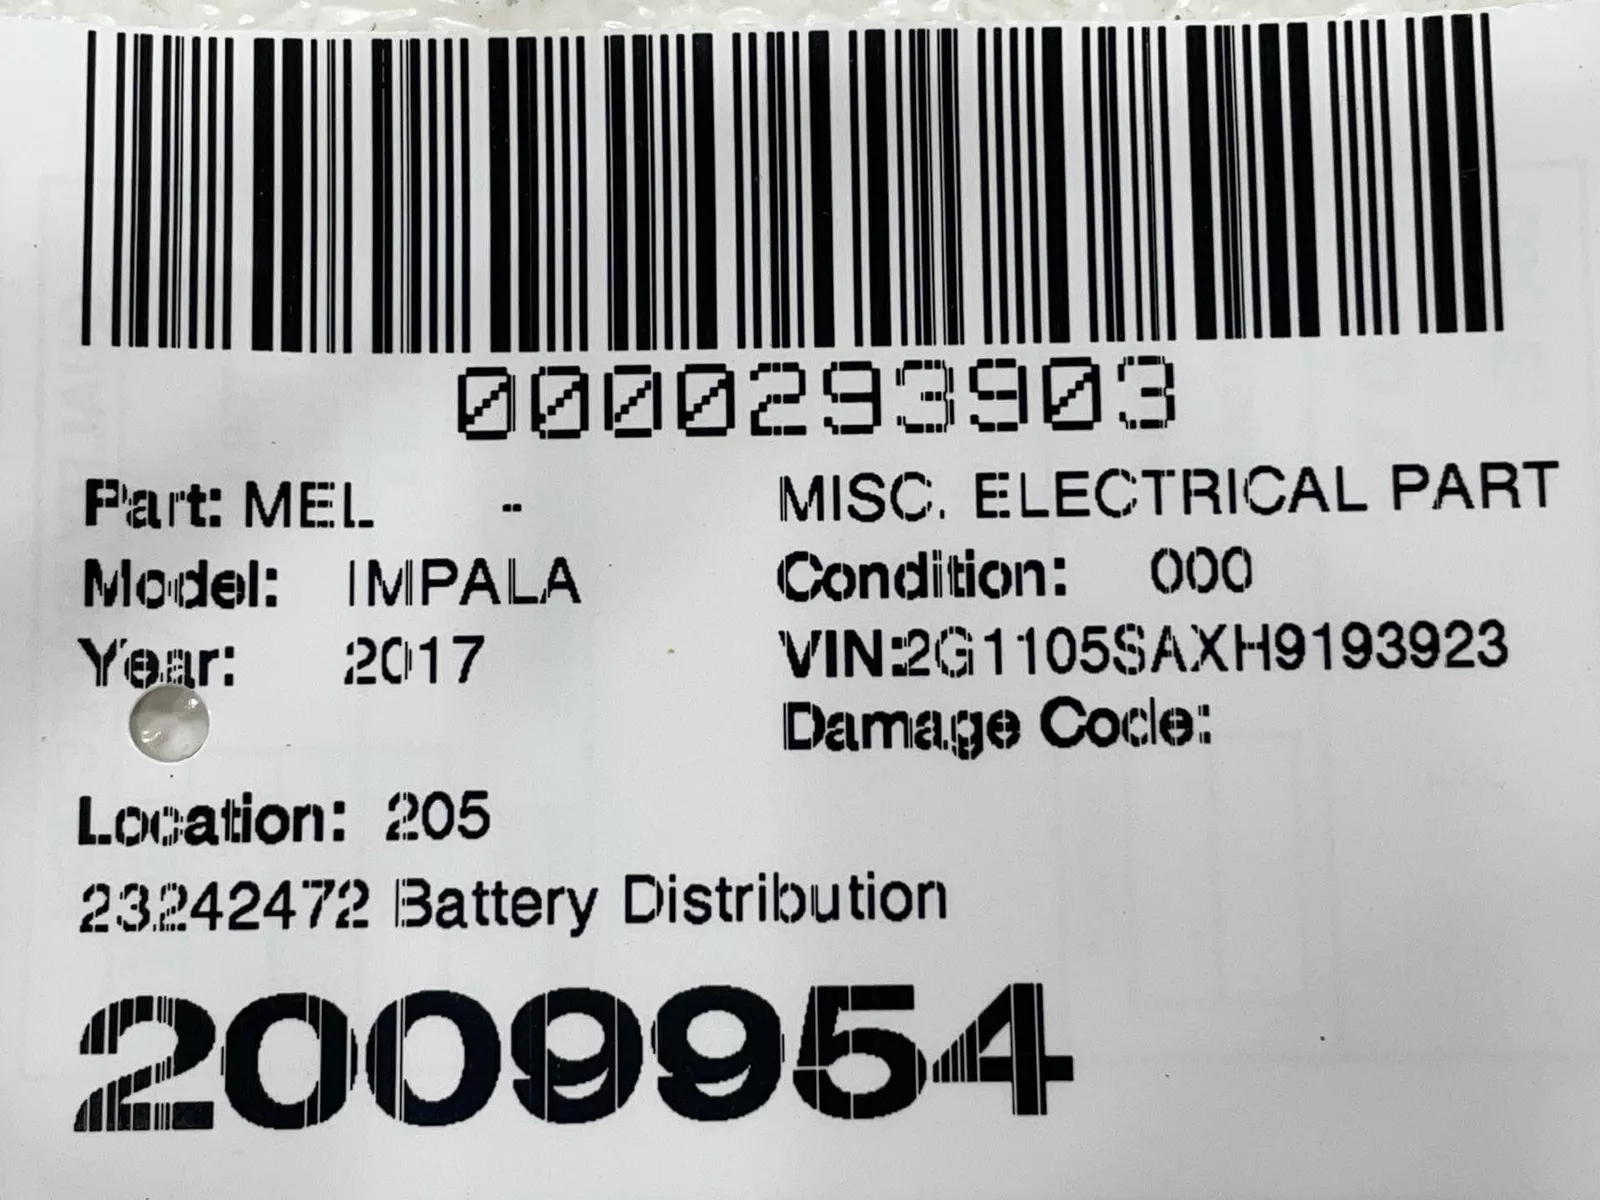 0000293903
Part: MEL - MISC. ELECTRICAL PART
Model: IMPALA Condition: 000
Year: 2017 VIN:2G1105SAXH9193923
Damage Code:
Location: 205
23242472 Battery Distribution
2009954